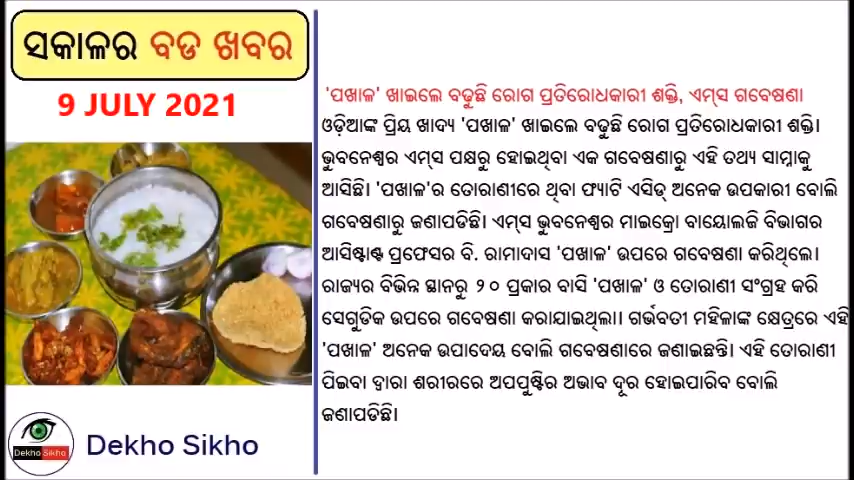 ସକାଳର ବଡ ଖବର
9 JULY 2021
'ପଖାଳ' ଖାଇଲେ ବଢୁଛି ରୋଗ ପ୍ରତିରୋଧକାରୀ ଶକ୍ତି, ଏମ୍‌ସ ଗବେଷଣା
ଓଡ଼ିଆଙ୍କ ପ୍ରିୟ ଖାଦ୍ୟ 'ପଖାଳ' ଖାଇଲେ ବଢୁଛି ରୋଗ ପ୍ରତିରୋଧକାରୀ ଶକ୍ତି।
ଭୁବନେଶ୍ୱର ଏମ୍‌ସ ପକ୍ଷରୁ ହୋଇଥିବା ଏକ ଗବେଷଣାରୁ ଏହି ତଥ୍ୟ ସାମ୍ନାକୁ
ଆସିଛି। 'ପଖାଳ'ର ତୋରାଣୀରେ ଥିବା ଫ୍ୟାଟି ଏସିଡ୍ ଅନେକ ଉପକାରୀ ବୋଲି
ଗବେଷଣାରୁ ଜଣାପଡିଛି। ଏମ୍‌ସ ଭୁବନେଶ୍ୱର ମାଇକ୍ରୋ ବାୟୋଲଜି ବିଭାଗର
ଆସିଷ୍ଟାଣ୍ଟ ପ୍ରଫେସର ବି. ରାମାଦାସ 'ପଖାଳ' ଉପରେ ଗବେଷଣା କରିଥିଲେ।
ରାଜ୍ୟର ବିଭିନ୍ନ ସ୍ଥାନରୁ ୨୦ ପ୍ରକାର ବାସି 'ପଖାଳ' ଓ ତୋରାଣୀ ସଂଗ୍ରହ କରି
ସେଗୁଡିକ ଉପରେ ଗବେଷଣା କରାଯାଇଥିଲା। ଗର୍ଭବତୀ ମହିଳାଙ୍କ କ୍ଷେତ୍ରରେ ଏହି
'ପଖାଳ' ଅନେକ ଉପାଦେୟ ବୋଲି ଗବେଷଣାରେ ଜଣାଇଛନ୍ତି। ଏହି ତୋରାଣୀ
ପିଇବା ଦ୍ୱାରା ଶରୀରରେ ଅପପୁଷ୍ଟିର ଅଭାବ ଦୂର ହୋଇପାରିବ ବୋଲି
ଜଣାପଡିଛି।
Dekho Sikho
Dekho Sikho